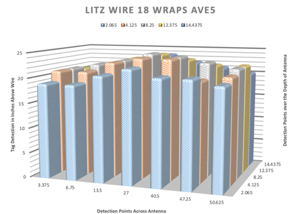 LITZ WIRE 18 WRAPS AVE5
2.063 4.125 8.25 12.375 14.4375
Tag Detection in Inches Above Wire
25
20
15
10
5
0
3.375 6.75 13.5 27 40.5 47.25 50.625
Detection Points Across Antenna
14.4375
12.375
8.25
4.125
2.063
Detection Points over the Depth of Antenna